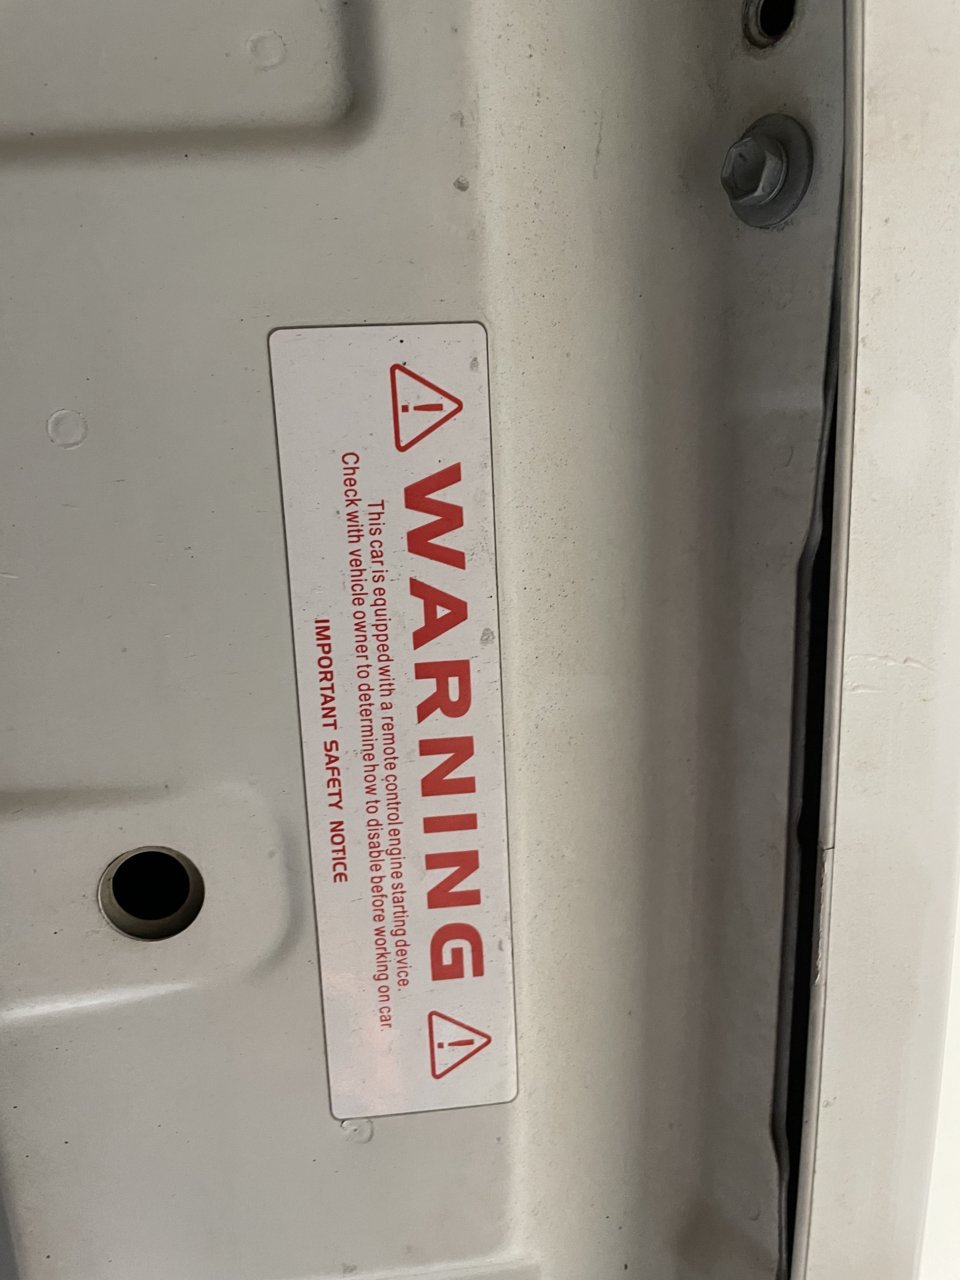 WARNING
This car is equipped with a remote control engine starting device.
Check with vehicle owner to determine how to disable before working on car.
IMPORTANT SAFETY NOTICE